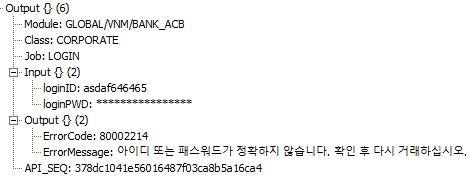 Output {} (6)
Module: GLOBAL/VNM/BANK_ACB
Class: CORPORATE
Job: LOGIN
Input {} (2)
loginID: asdaf646465
loginPWD: ****************
Output {} (2)
ErrorCode: 80002214
ErrorMessage: 아이디 또는 패스워드가 정확하지 않습니다. 확인 후 다시 거래하십시오.
API_SEQ: 378dc1041e56016487f03ca8b5a16ca4